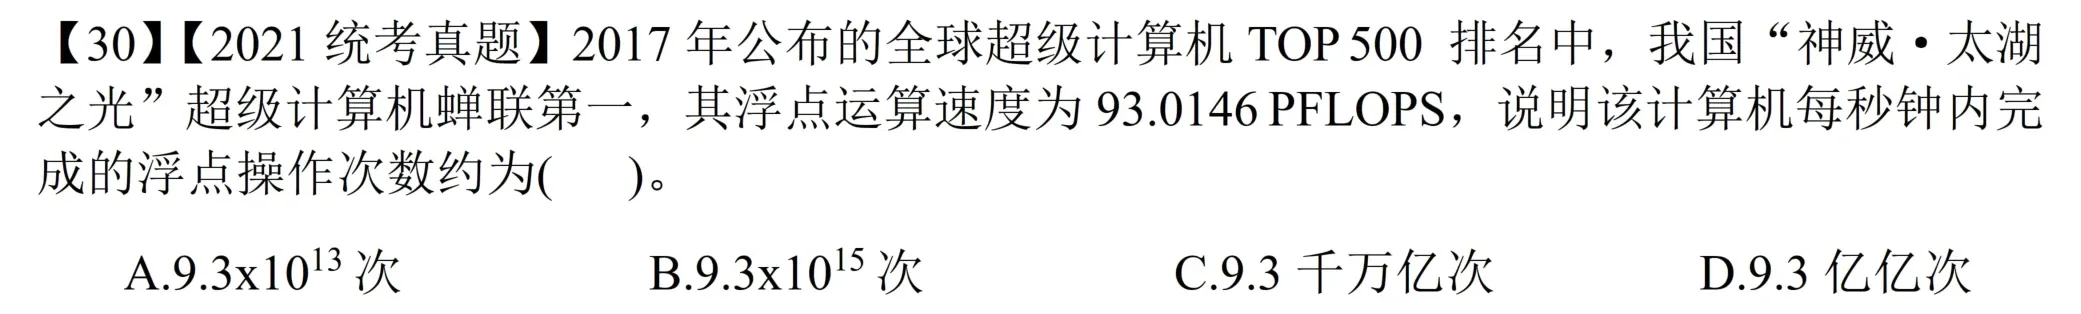 【30】【2021 统考真题】2017 年公布的全球超级计算机 TOP500 排名中，我国“神威·太湖
之光”超级计算机蝉联第一，其浮点运算速度为 93.0146 PFLOPS，说明该计算机每秒钟内完
成的浮点操作次数约为(    )。
A.9.3x10¹³ 次 B.9.3x10¹⁵ 次 C.9.3 千万亿次 D.9.3 亿亿次